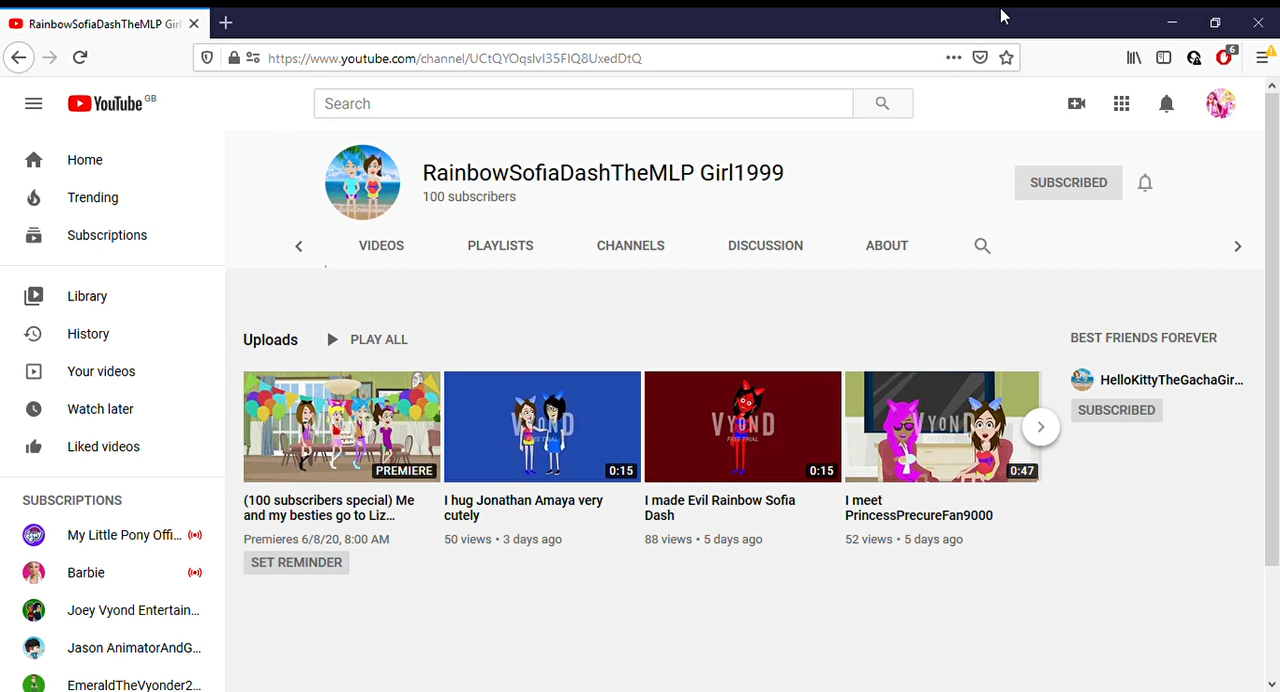 RainbowSofiaDashTheMLP Gir
https://www.youtube.com/channel/UCtQYOqslvI35FIQ8UxedDtQ
6
YouTube GB
Search
Home
Trending
Subscriptions
Library
History
Your videos
Watch later
Liked videos
SUBSCRIPTIONS
My Little Pony Offi...
Barbie
Joey Vyond Entertain...
Jason AnimatorAndG...
EmeraldTheVyonder2...
RainbowSofiaDashTheMLP Girl1999
100 subscribers
SUBSCRIBED
VIDEOS PLAYLISTS CHANNELS DISCUSSION ABOUT
Uploads PLAY ALL
PREMIERE
(100 subscribers special) Me
and my besties go to Liz...
Premieres 6/8/20, 8:00 AM
SET REMINDER
VYOND
0:15
I hug Jonathan Amaya very
cutely
50 views • 3 days ago
VYOND
FREE TRIAL
0:15
I made Evil Rainbow Sofia
Dash
88 views • 5 days ago
VYOND
0:47
I meet
PrincessPrecureFan9000
52 views • 5 days ago
BEST FRIENDS FOREVER
HelloKittyTheGachaGir...
SUBSCRIBED